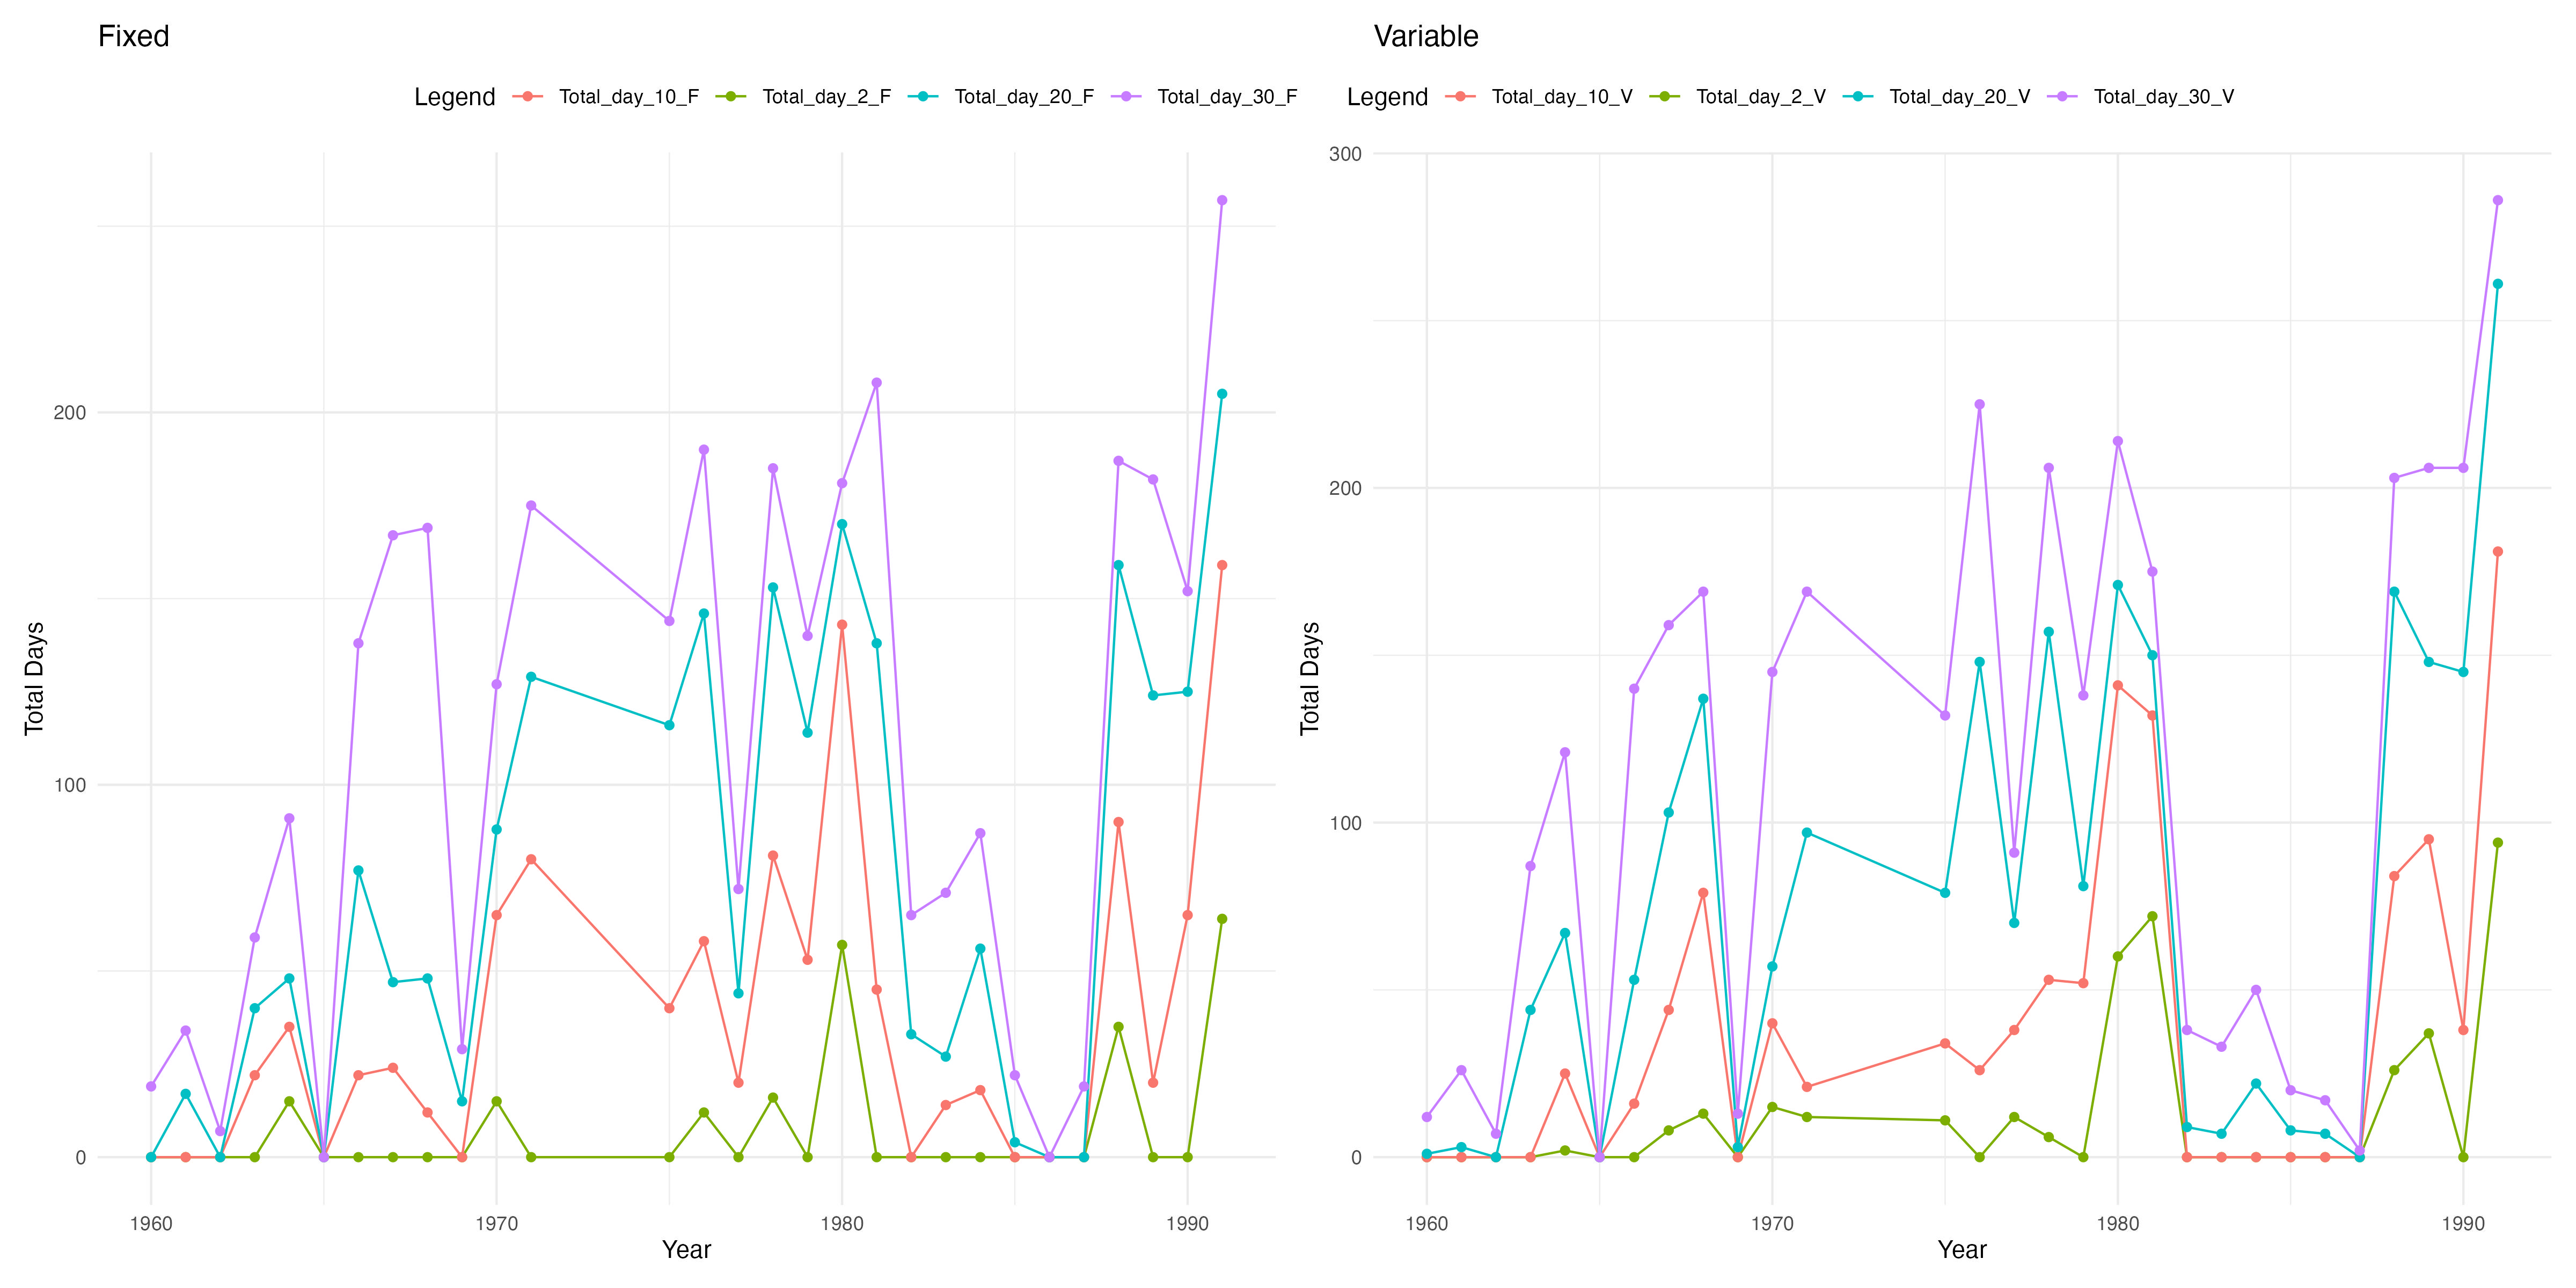 Fixed
Legend Total_day_10_F Total_day_2_F Total_day_20_F Total_day_30_F
200
100
0
Total Days
1960 1970 1980 1990
Year
Variable
Legend Total_day_10_V Total_day_2_V Total_day_20_V Total_day_30_V
300
200
100
0
Total Days
1960 1970 1980 1990
Year